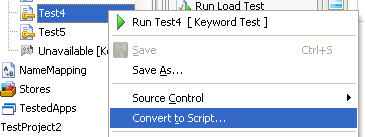 Test4
Run Load Test
Test5
Run Test4 [ Keyword Test ]
Unavailable [Ke
Save Ctrl+S
NameMapping
Save As...
Stores
Source Control
TestedApps
Convert to Script...
TestProject2